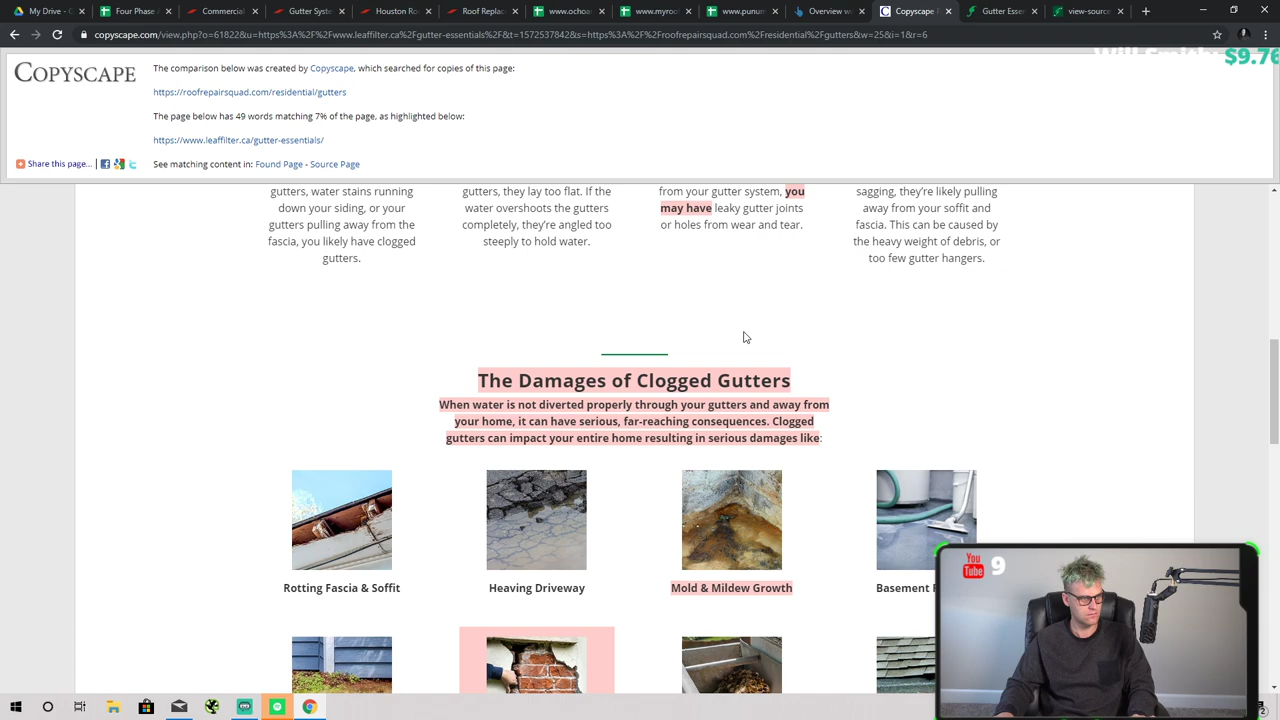 My Drive - G
Four Phase /
Commercial
Gutter Syste
Houston Ro
Roof Repair
www.ochoa
www.myroo
www.punum
Overview w
Copyscape
Gutter Esse
view-source
copyscape.com/view.php?o=61822&u=https%3A%2F%2Fwww.leaffilter.ca%2Fgutter-essentials%2F&t=1572537845&s=https%3A%2F%2Froofrepairsquad.com%2Fresidential%2Fgutters&w=25&i=1&r=6
$9.76
COPYSCAPE
The comparison below was created by Copyscape, which searched for copies of this page:
https://roofrepairsquad.com/residential/gutters
The page below has 49 words matching 7% of the page, as highlighted below:
https://www.leaffilter.ca/gutter-essentials/
Share this page... |
See matching content in: Found Page - Source Page
gutters, water stains running
down your siding, or your
gutters pulling away from the
fascia, you likely have clogged
gutters.
gutters, they lay too flat. If the
water overshoots the gutters
completely, they're angled too
steeply to hold water.
from your gutter system, you
may have leaky gutter joints
or holes from wear and tear.
sagging, they're likely pulling
away from your soffit and
fascia. This can be caused by
the heavy weight of debris, or
too few gutter hangers.
The Damages of Clogged Gutters
When water is not diverted properly through your gutters and away from
your home, it can have serious, far-reaching consequences. Clogged
gutters can impact your entire home resulting in serious damages like:
Rotting Fascia & Soffit
Heaving Driveway
Mold & Mildew Growth
Basement
You Tube 9
2